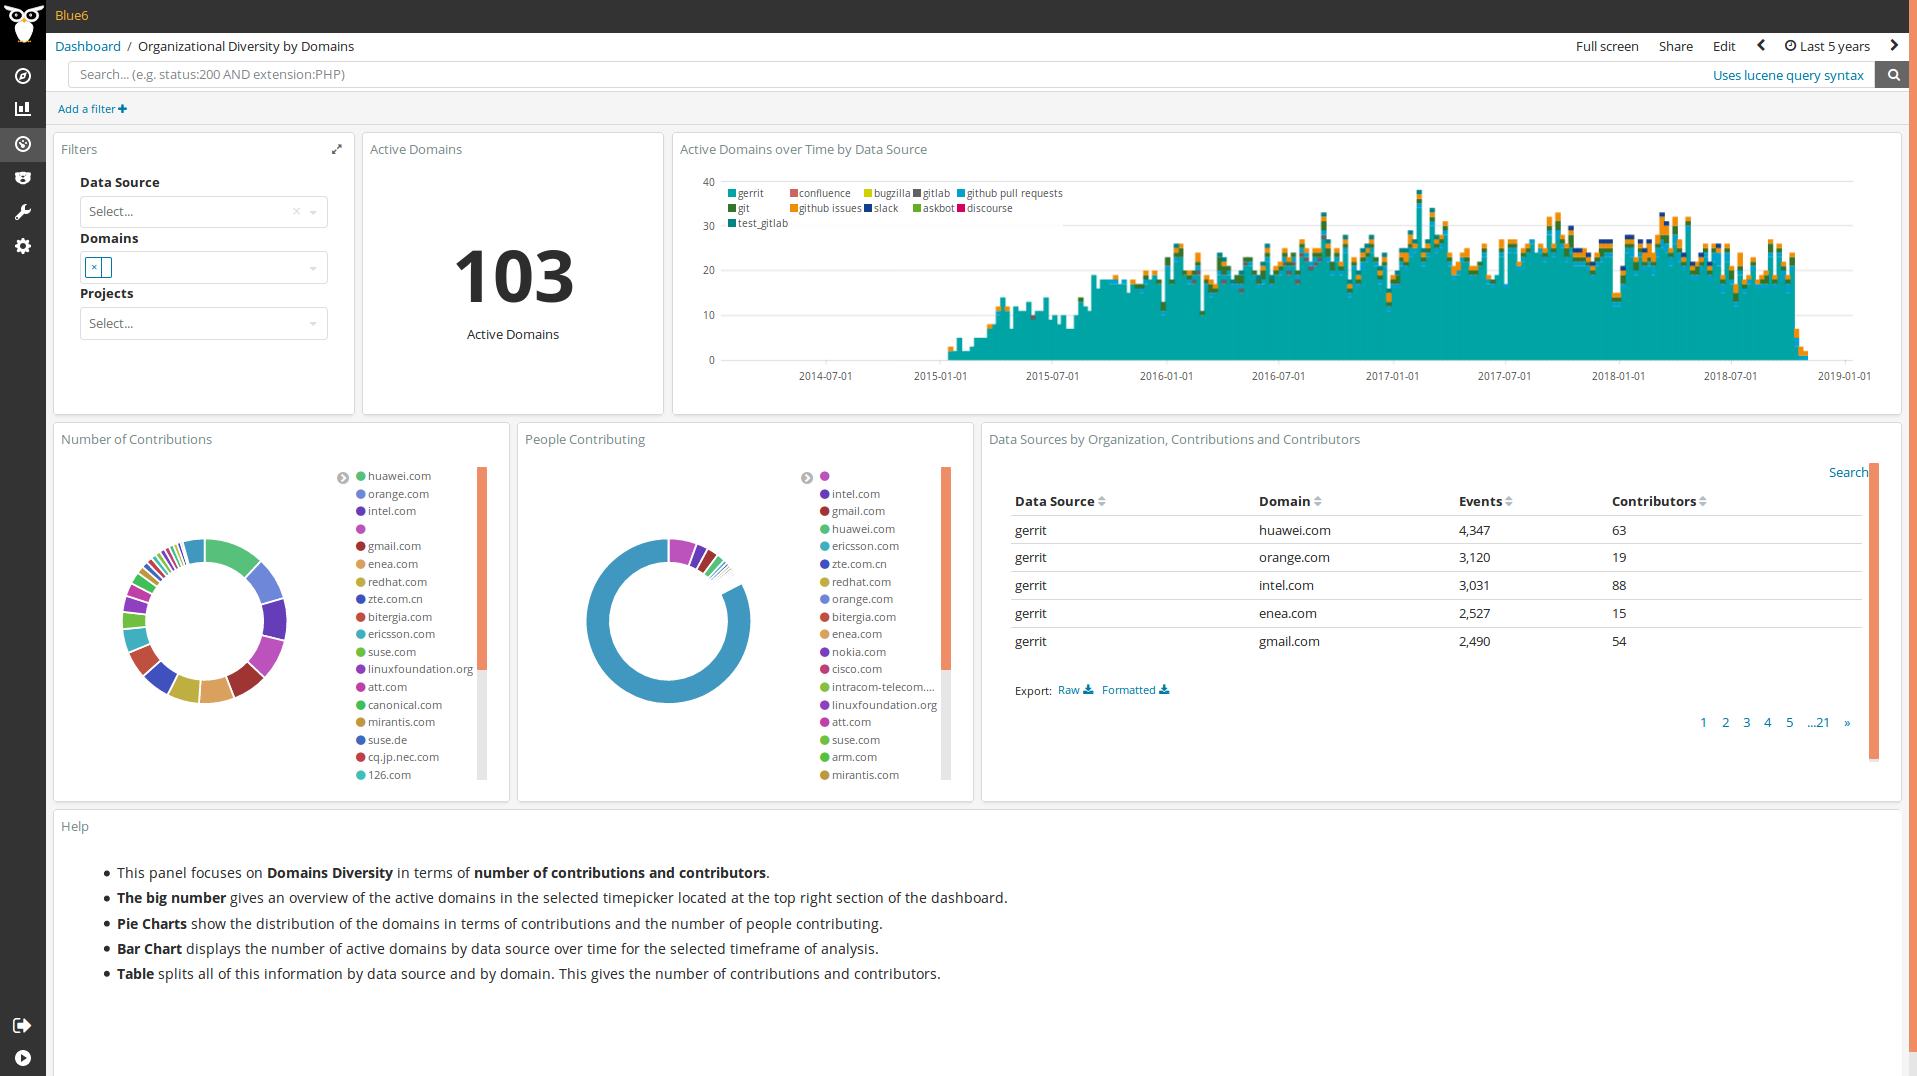 Blue6
Dashboard / Organizational Diversity by Domains
Full screen Share Edit Last 5 years
Search... (e.g. status:200 AND extension:PHP)
Uses lucene query syntax
Add a filter
Filters
Data Source
Select...
Domains
Projects
Select...
Active Domains
103
Active Domains
Active Domains over Time by Data Source
gerrit confluence bugzilla gitlab github pull requests
git github issues slack askbot discourse
test_gitlab
40
30
20
10
0
2014-07-01 2015-01-01 2015-07-01 2016-01-01 2016-07-01 2017-01-01 2017-07-01 2018-01-01 2018-07-01 2019-01-01
Number of Contributions
huawei.com
orange.com
intel.com
gmail.com
enea.com
redhat.com
zte.com.cn
bitergia.com
ericsson.com
suse.com
linuxfoundation.org
att.com
canonical.com
mirantis.com
suse.de
cq.jp.nec.com
126.com
People Contributing
intel.com
gmail.com
huawei.com
ericsson.com
zte.com.cn
redhat.com
orange.com
bitergia.com
enea.com
nokia.com
cisco.com
intracom-telecom....
linuxfoundation.org
att.com
suse.com
arm.com
mirantis.com
Data Sources by Organization, Contributions and Contributors
Search
Data Source Domain Events Contributors
gerrit huawei.com 4,347 63
gerrit orange.com 3,120 19
gerrit intel.com 3,031 88
gerrit enea.com 2,527 15
gerrit gmail.com 2,490 54
Export: Raw Formatted
1 2 3 4 5 ...21 »
Help
• This panel focuses on Domains Diversity in terms of number of contributions and contributors.
• The big number gives an overview of the active domains in the selected timepicker located at the top right section of the dashboard.
• Pie Charts show the distribution of the domains in terms of contributions and the number of people contributing.
• Bar Chart displays the number of active domains by data source over time for the selected timeframe of analysis.
• Table splits all of this information by data source and by domain. This gives the number of contributions and contributors.